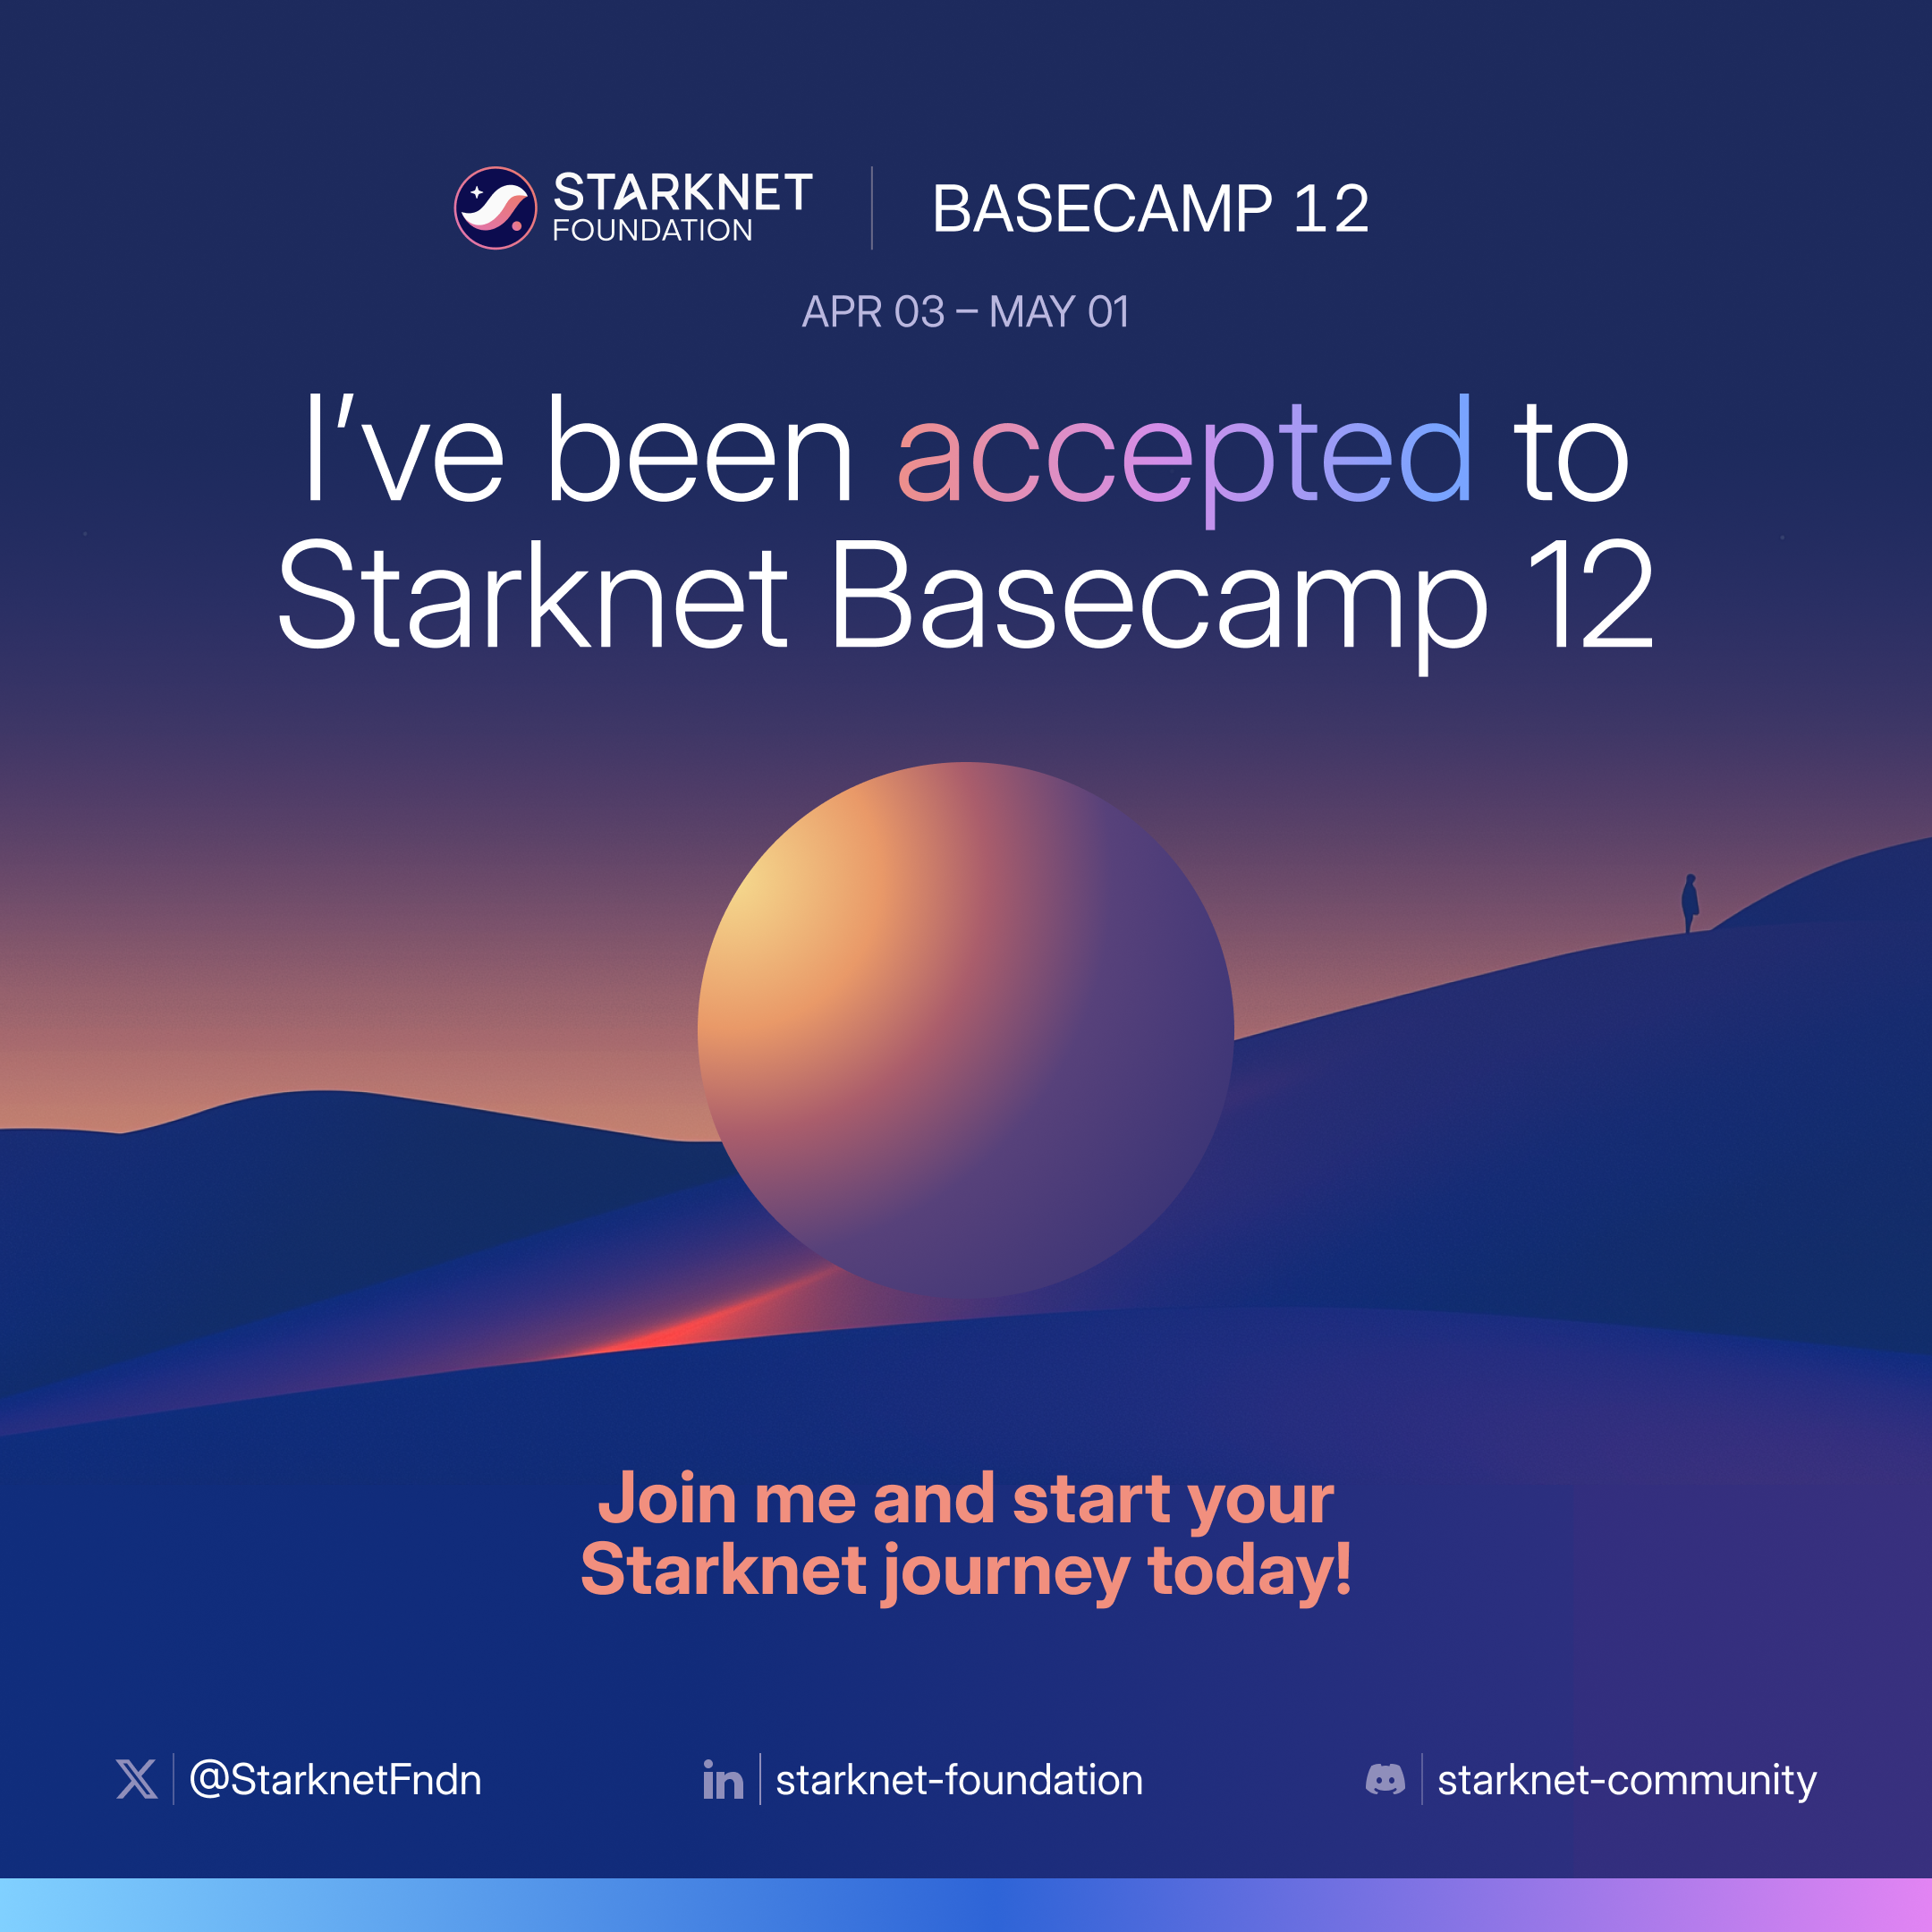 STARKNET
FOUNDATION
BASECAMP 12
APR 03 – MAY 01
I’ve been accepted to
Starknet Basecamp 12
Join me and start your
Starknet journey today!
@StarknetFndn
in
starknet-foundation
starknet-community